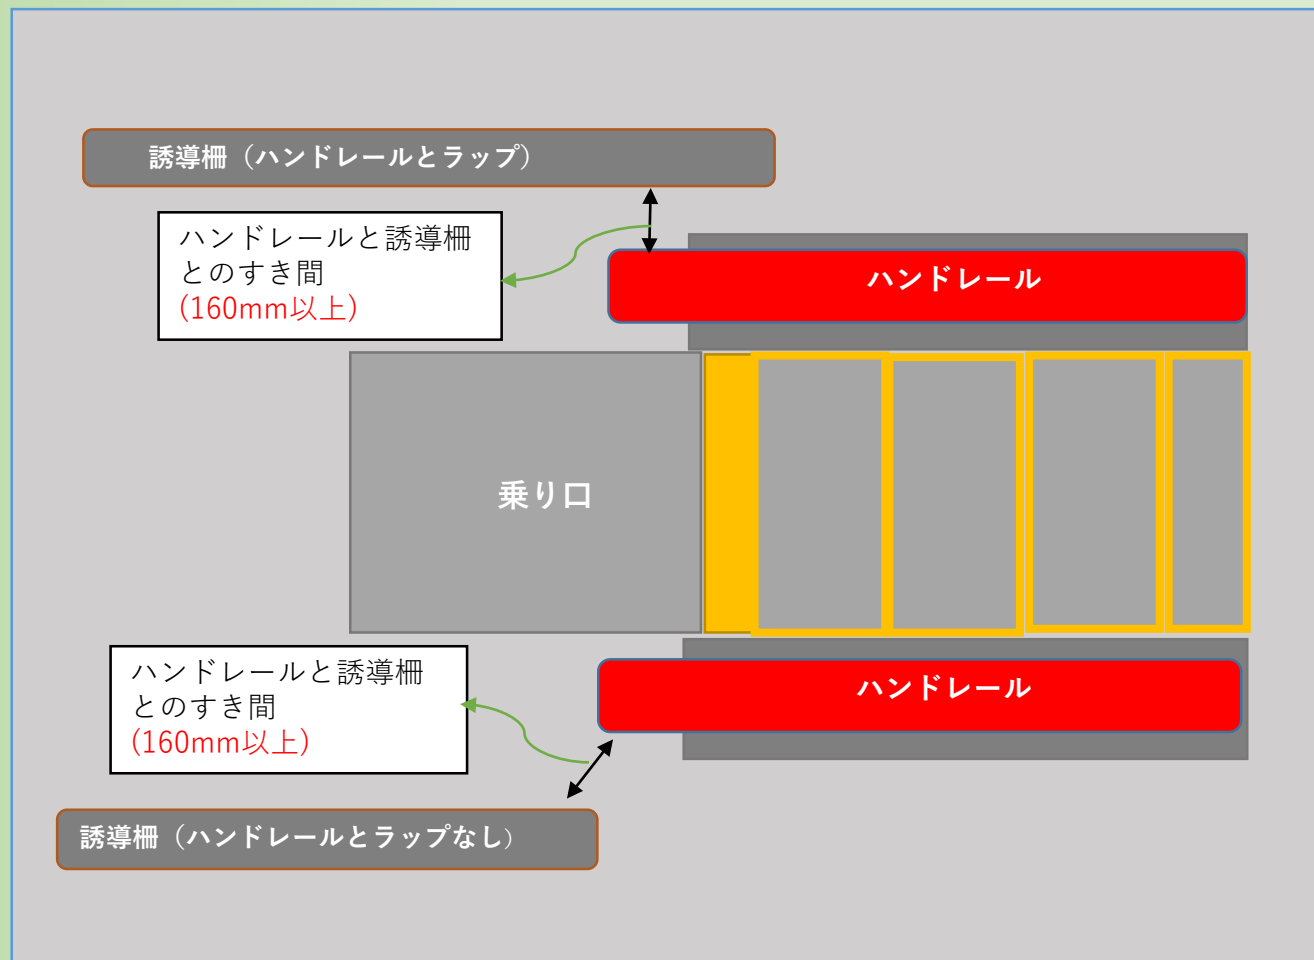 誘導柵（ハンドレールとラップ）
ハンドレールと誘導柵
とのすき間
(160mm以上)
ハンドレール
乗り口
ハンドレールと誘導柵
とのすき間
(160mm以上)
ハンドレール
誘導柵（ハンドレールとラップなし）